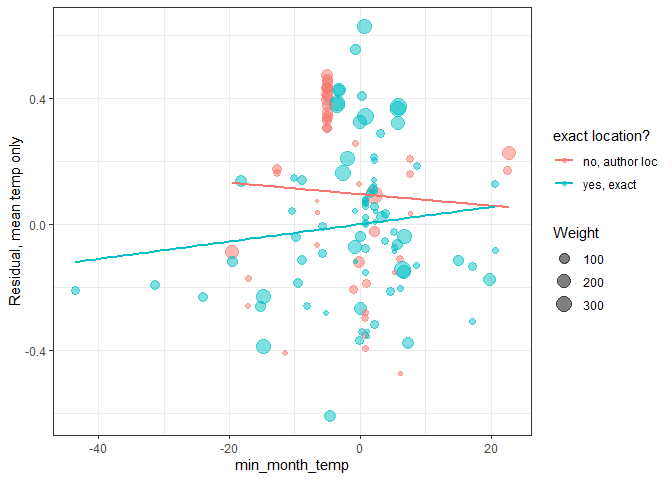 0.4
0.0
-0.4
-40
-20
0
20
min_month_temp
Residual, mean temp only
exact location?
no, author loc
yes, exact
Weight
100
200
300